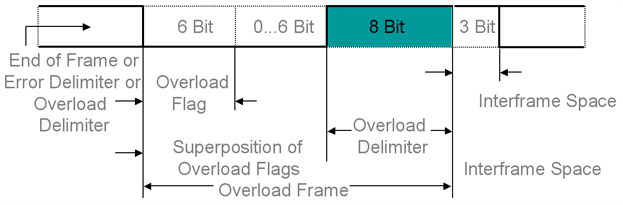 6 Bit 0...6 Bit 8 Bit 3 Bit
End of Frame or
Error Delimiter or
Overload
Delimiter
Overload
Flag
Interframe Space
Overload
Delimiter
Superposition of
Overload Flags
Interframe Space
Overload Frame